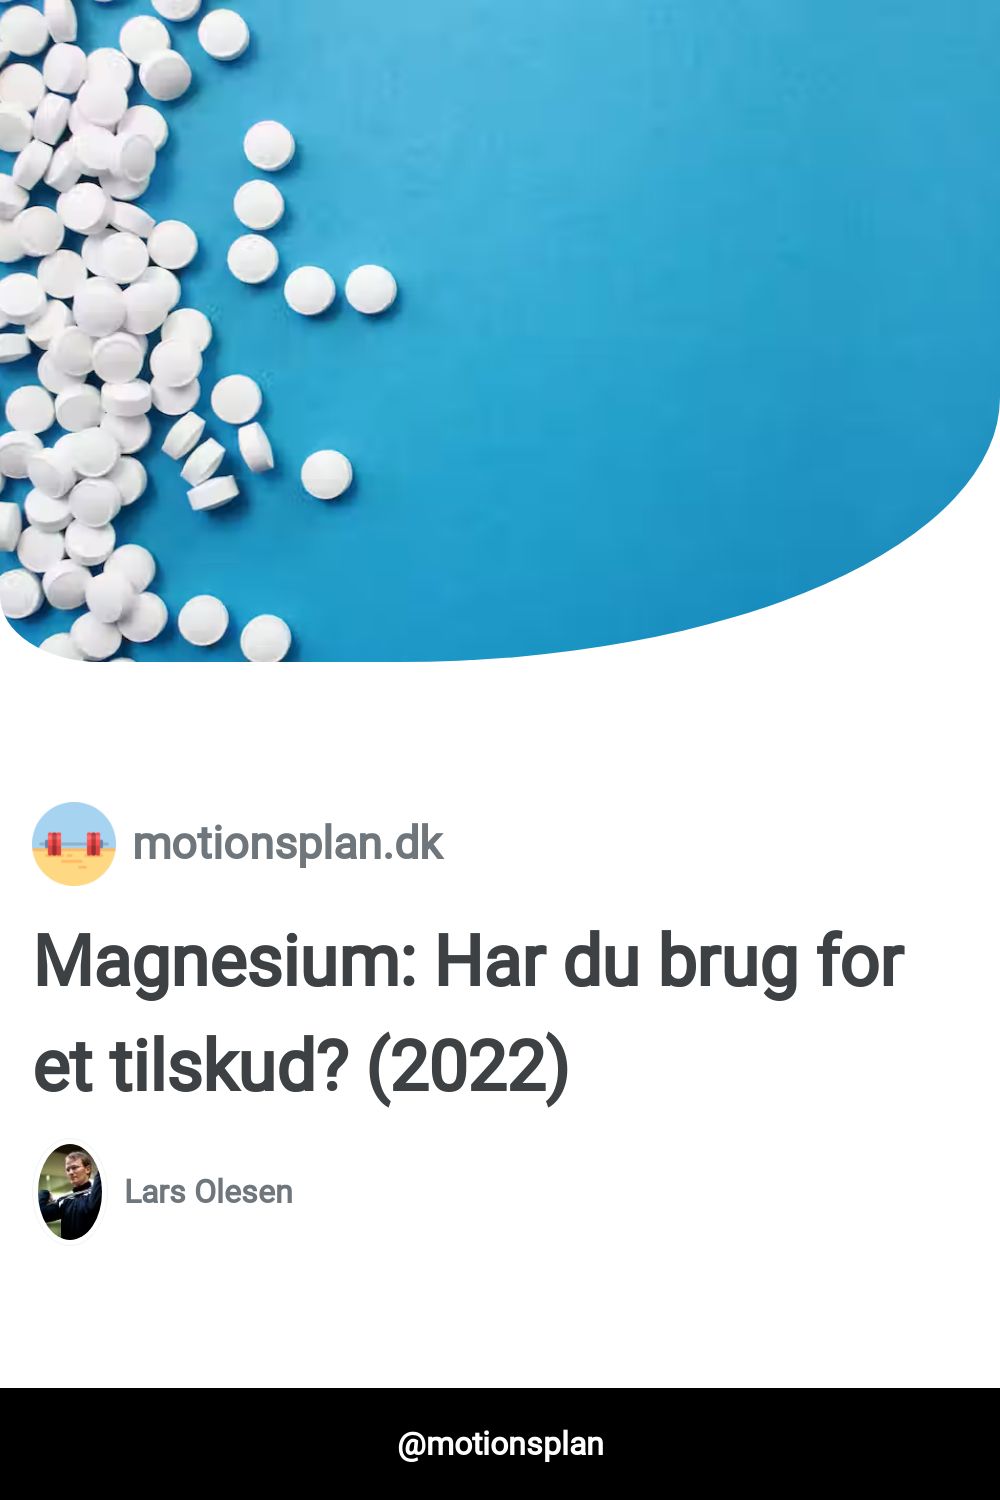 motionsplan.dk
Magnesium: Har du brug for
et tilskud? (2022)
Lars Olesen
@motionsplan